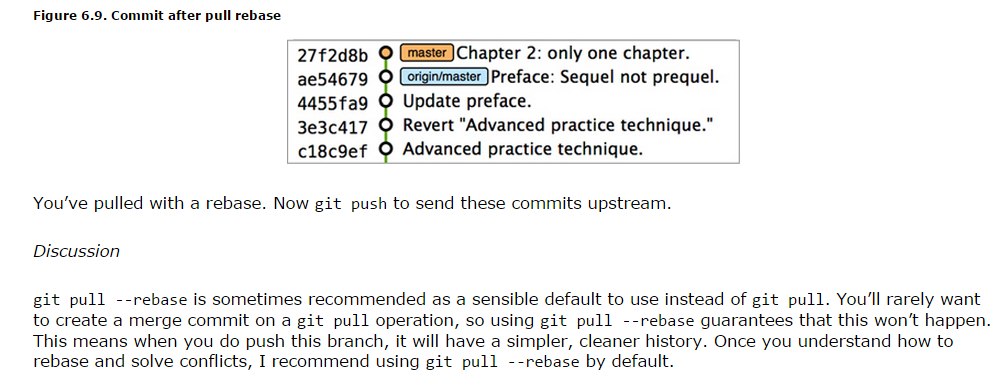 Figure 6.9. Commit after pull rebase
27f2d8b master Chapter 2: only one chapter.
ae54679 origin/master Preface: Sequel not prequel.
4455fa9 Update preface.
3e3c417 Revert "Advanced practice technique."
c18c9ef Advanced practice technique.
You’ve pulled with a rebase. Now git push to send these commits upstream.
Discussion
git pull --rebase is sometimes recommended as a sensible default to use instead of git pull. You’ll rarely want
to create a merge commit on a git pull operation, so using git pull --rebase guarantees that this won’t happen.
This means when you do push this branch, it will have a simpler, cleaner history. Once you understand how to
rebase and solve conflicts, I recommend using git pull --rebase by default.